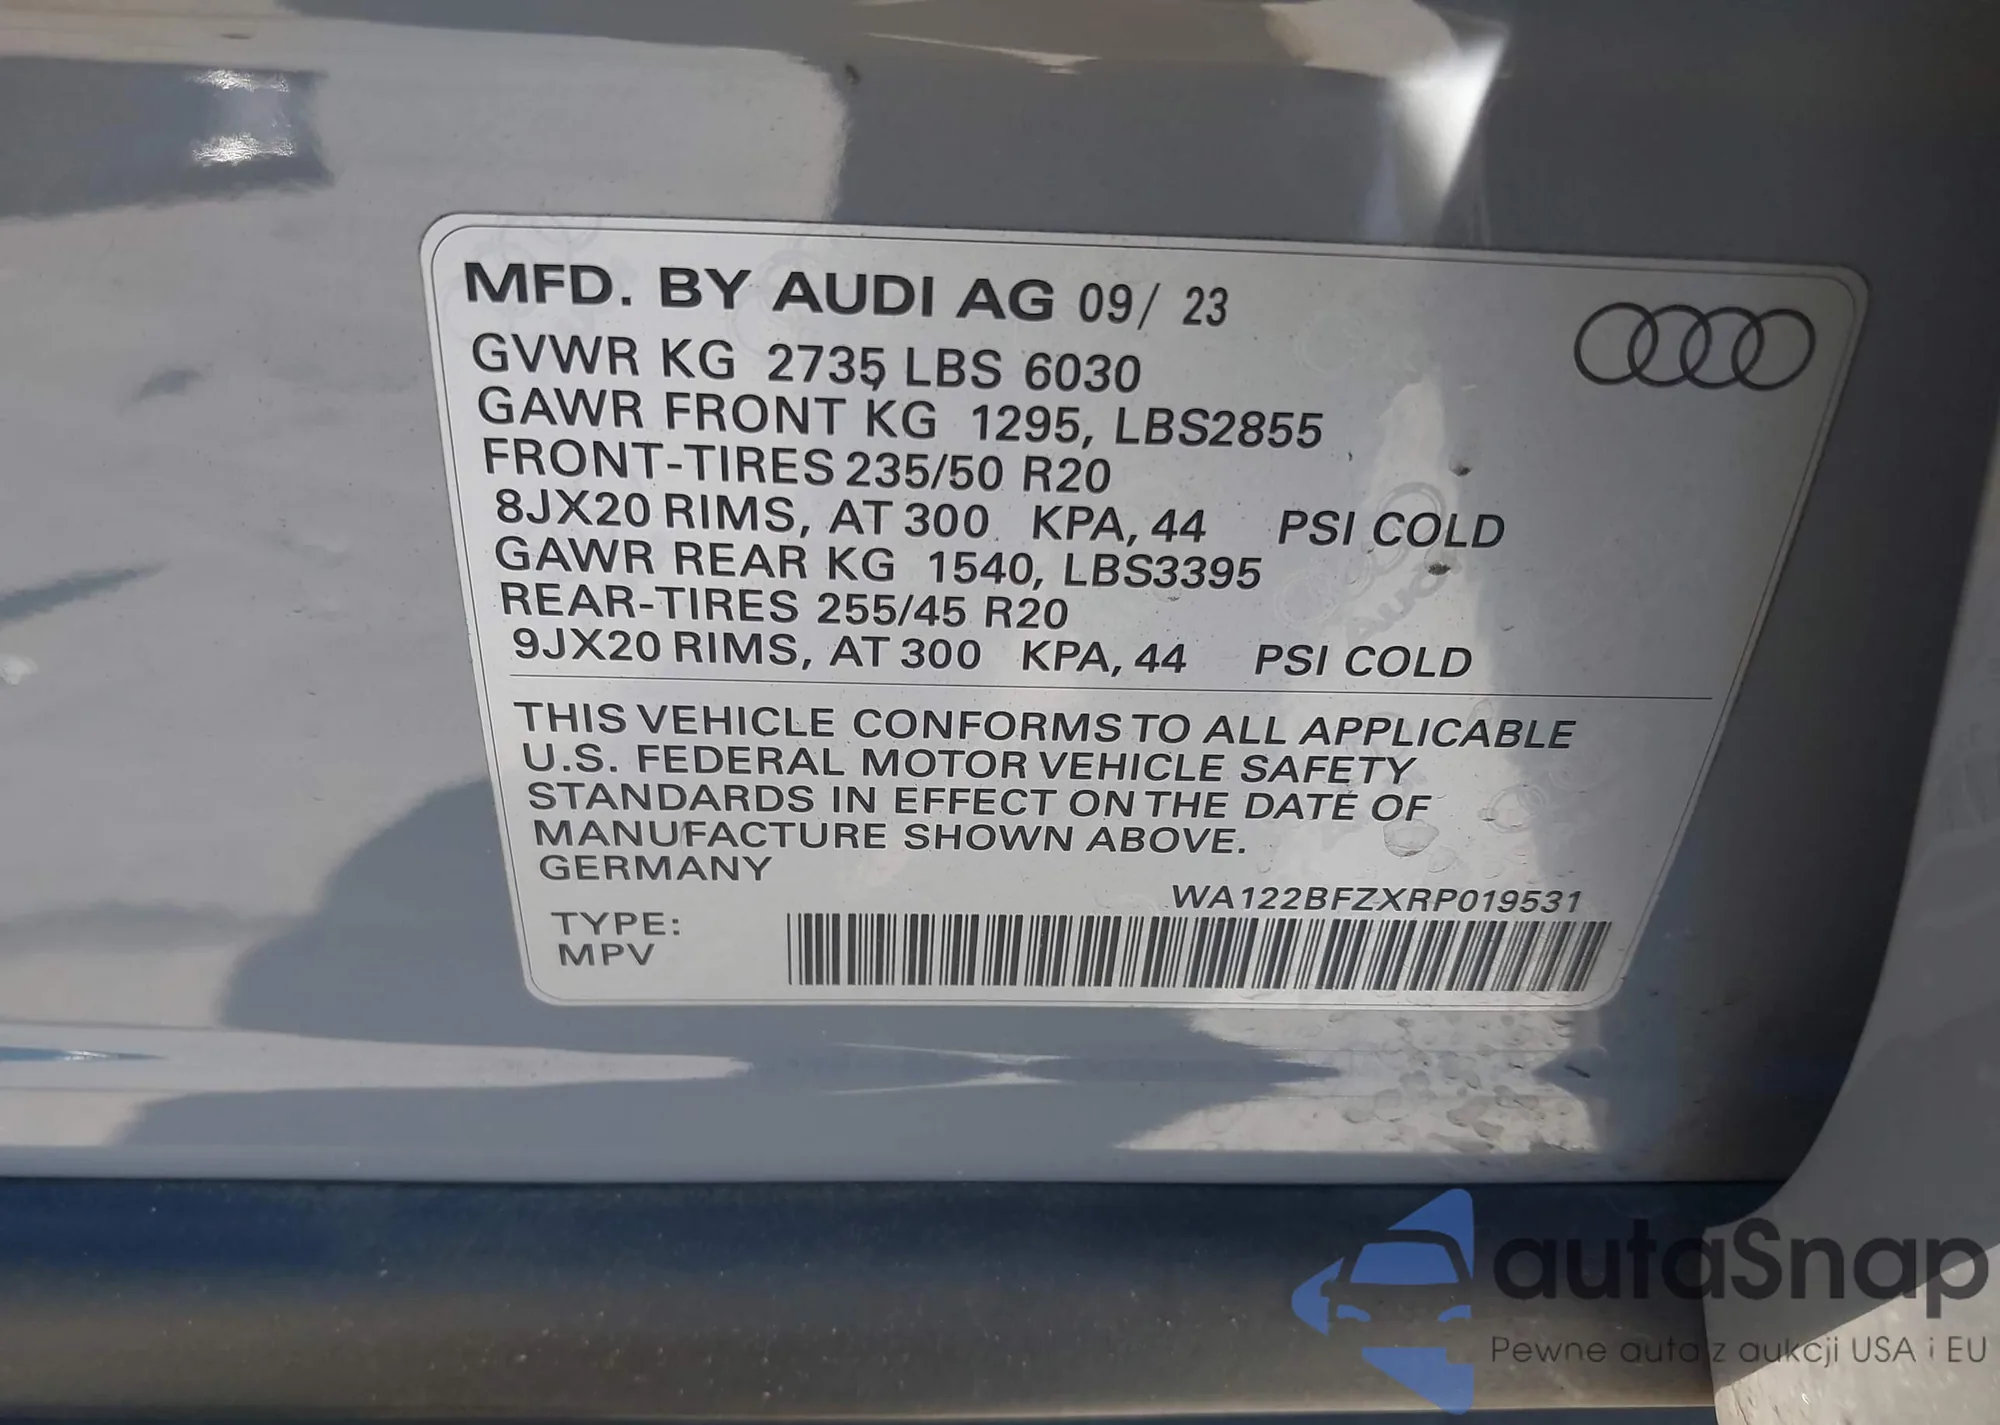 MFD. BY AUDI AG 09/ 23
GVWR KG 2735 LBS 6030
GAWR FRONT KG 1295, LBS2855
FRONT-TIRES 235/50 R20
8JX20 RIMS, AT 300 KPA, 44 PSI COLD
GAWR REAR KG 1540, LBS3395
REAR-TIRES 255/45 R20
9JX20 RIMS, AT 300 KPA, 44 PSI COLD
THIS VEHICLE CONFORMS TO ALL APPLICABLE
U.S. FEDERAL MOTOR VEHICLE SAFETY
STANDARDS IN EFFECT ON THE DATE OF
MANUFACTURE SHOWN ABOVE.
GERMANY
WA122BFZXRP019531
TYPE:
MPV
autaSnap
Pewne auta z aukcji USA i EU